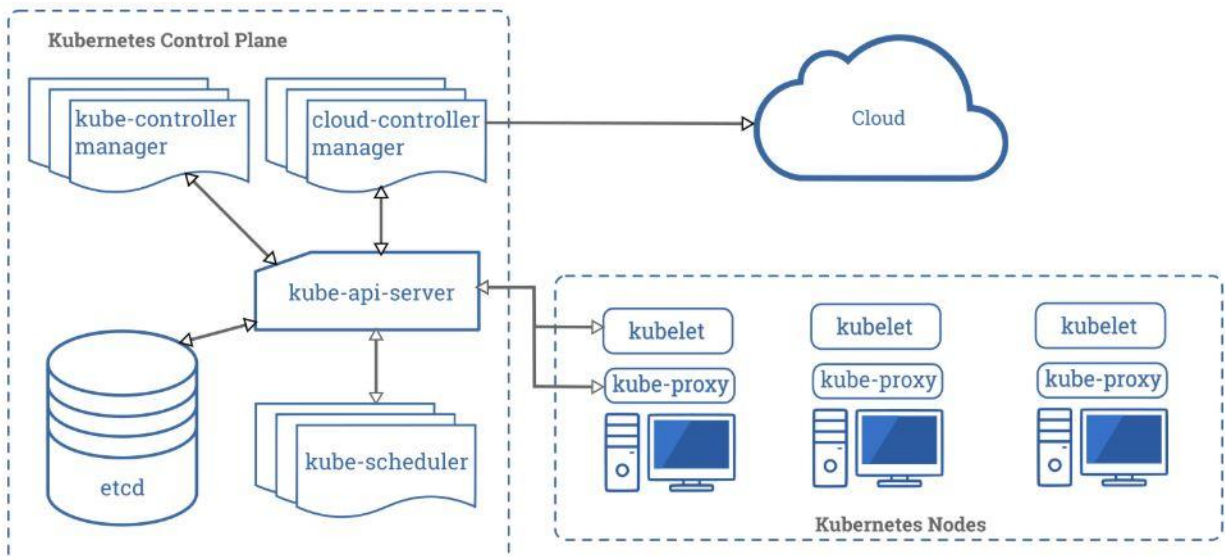 Kubernetes Control Plane
kube-controller
manager
cloud-controller
manager
Cloud
kube-api-server
etcd
kube-scheduler
kubelet
kubelet
kubelet
kube-proxy
kube-proxy
kube-proxy
Kubernetes Nodes